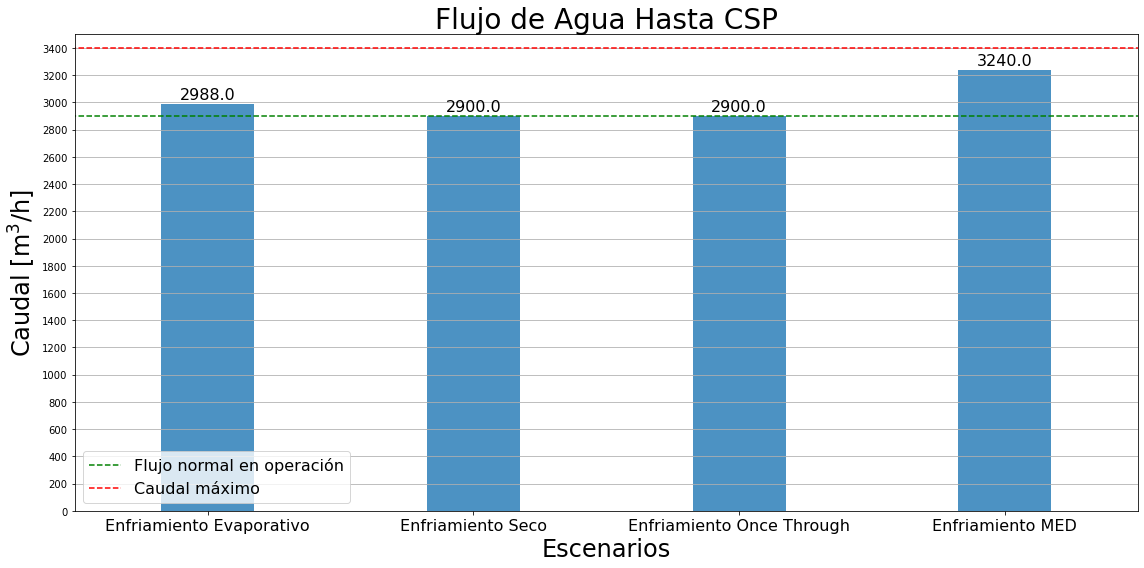 Flujo de Agua Hasta CSP
3400
3200
3000
2800
2600
2400
2200
2000
1800
1600
1400
1200
1000
800
600
400
200
0
Caudal [m³/h]
2988.0
2900.0
2900.0
3240.0
Flujo normal en operación
Caudal máximo
Enfriamiento Evaporativo
Enfriamiento Seco
Enfriamiento Once Through
Enfriamiento MED
Escenarios